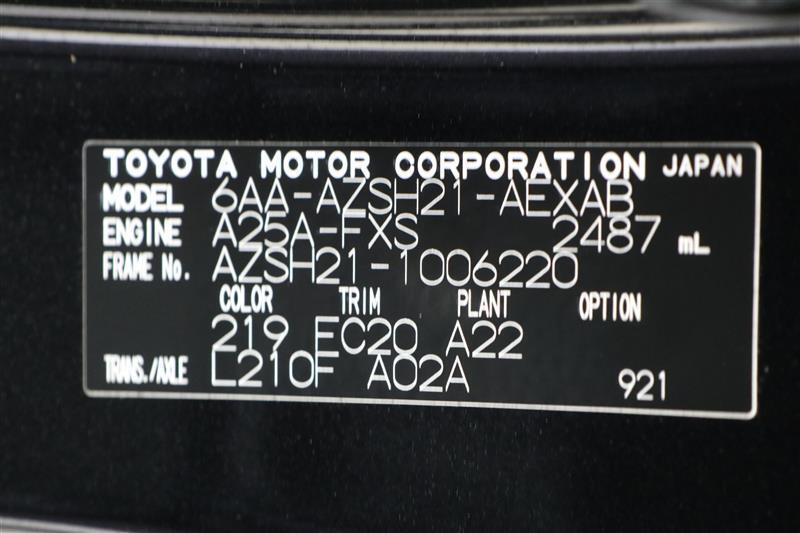 TOYOTA MOTOR CORPORATION JAPAN
MODEL 6AA-AZSH21-AEXAB
ENGINE A25A-FXS 2487 mL
FRAME No. AZSH21-1006220
COLOR TRIM PLANT OPTION
219 FC20 A22
TRANS./AXLE L210F A02A 921